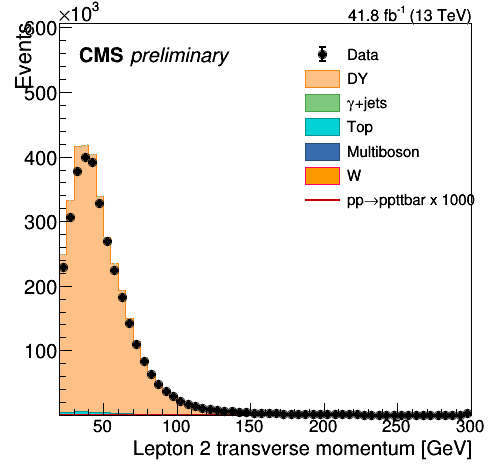 ×10³
41.8 fb⁻¹ (13 TeV)
Events
CMS preliminary
Data
DY
γ+jets
Top
Multiboson
W
pp→ppttbar x 1000
600
500
400
300
200
100
50 100 150 200 250 300
Lepton 2 transverse momentum [GeV]